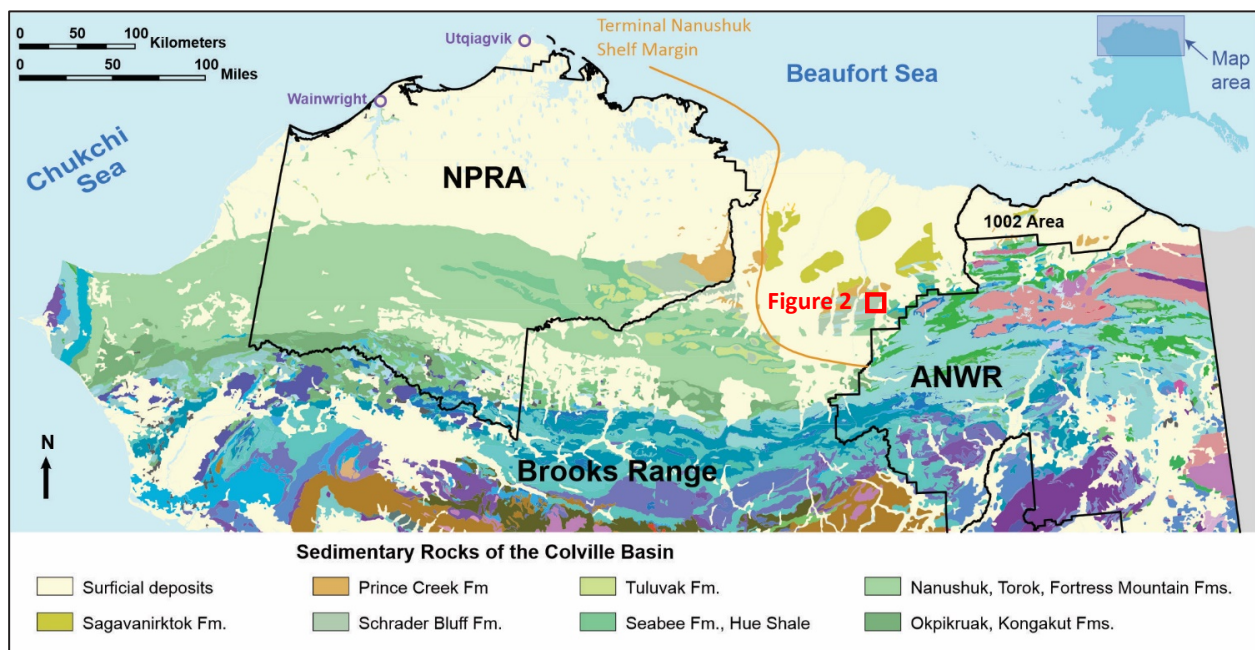 0 50 100 Kilometers
0 50 100 Miles
Utqiagvik
Wainwright
Terminal Nanushuk
Shelf Margin
Beaufort Sea
Map
area
Chukchi
Sea
NPRA
1002 Area
Figure 2
ANWR
N
Brooks Range
Sedimentary Rocks of the Colville Basin
Surficial deposits
Prince Creek Fm
Tuluvak Fm.
Nanushuk, Torok, Fortress Mountain Fms.
Sagavanirktok Fm.
Schrader Bluff Fm.
Seabee Fm., Hue Shale
Okpikruak, Kongakut Fms.